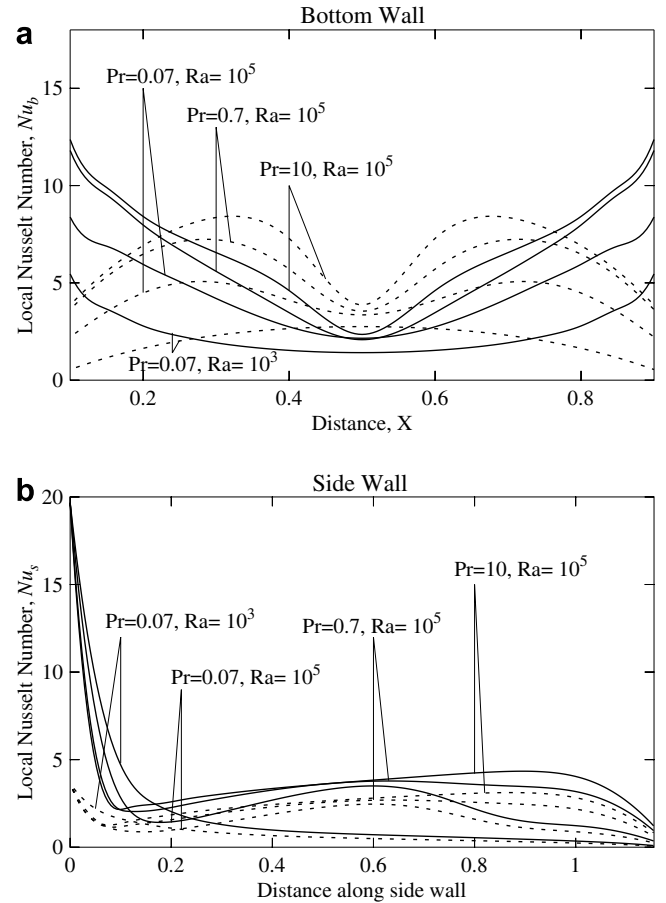 a
Bottom Wall
Local Nusselt Number, Nu_b
15
10
5
0
Pr=0.07, Ra= 10^5
Pr=0.7, Ra= 10^5
Pr=10, Ra= 10^5
Pr=0.07, Ra= 10^3
0.2 0.4 0.6 0.8
Distance, X
b
Side Wall
Local Nusselt Number, Nu_s
20
15
10
5
0
Pr=10, Ra= 10^5
Pr=0.07, Ra= 10^3
Pr=0.7, Ra= 10^5
Pr=0.07, Ra= 10^5
0 0.2 0.4 0.6 0.8 1
Distance along side wall